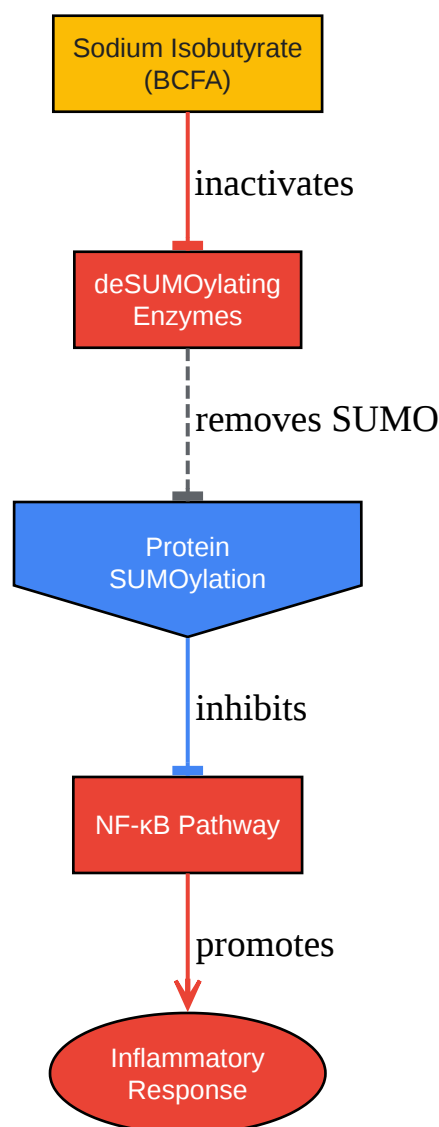 Sodium Isobutyrate
(BCFA)
inactivates
deSUMOylating
Enzymes
removes SUMO
Protein
SUMOylation
inhibits
NF-κB Pathway
promotes
Inflammatory
Response